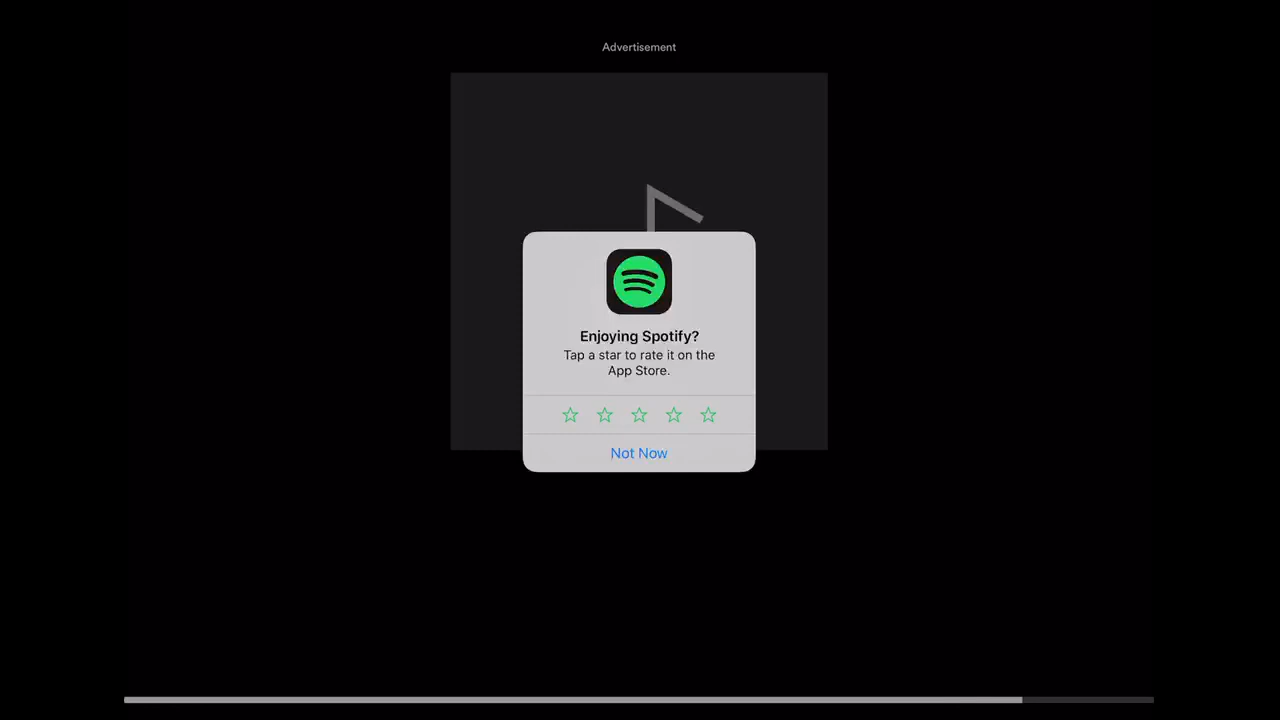 Advertisement
Enjoying Spotify?
Tap a star to rate it on the
App Store.
Not Now